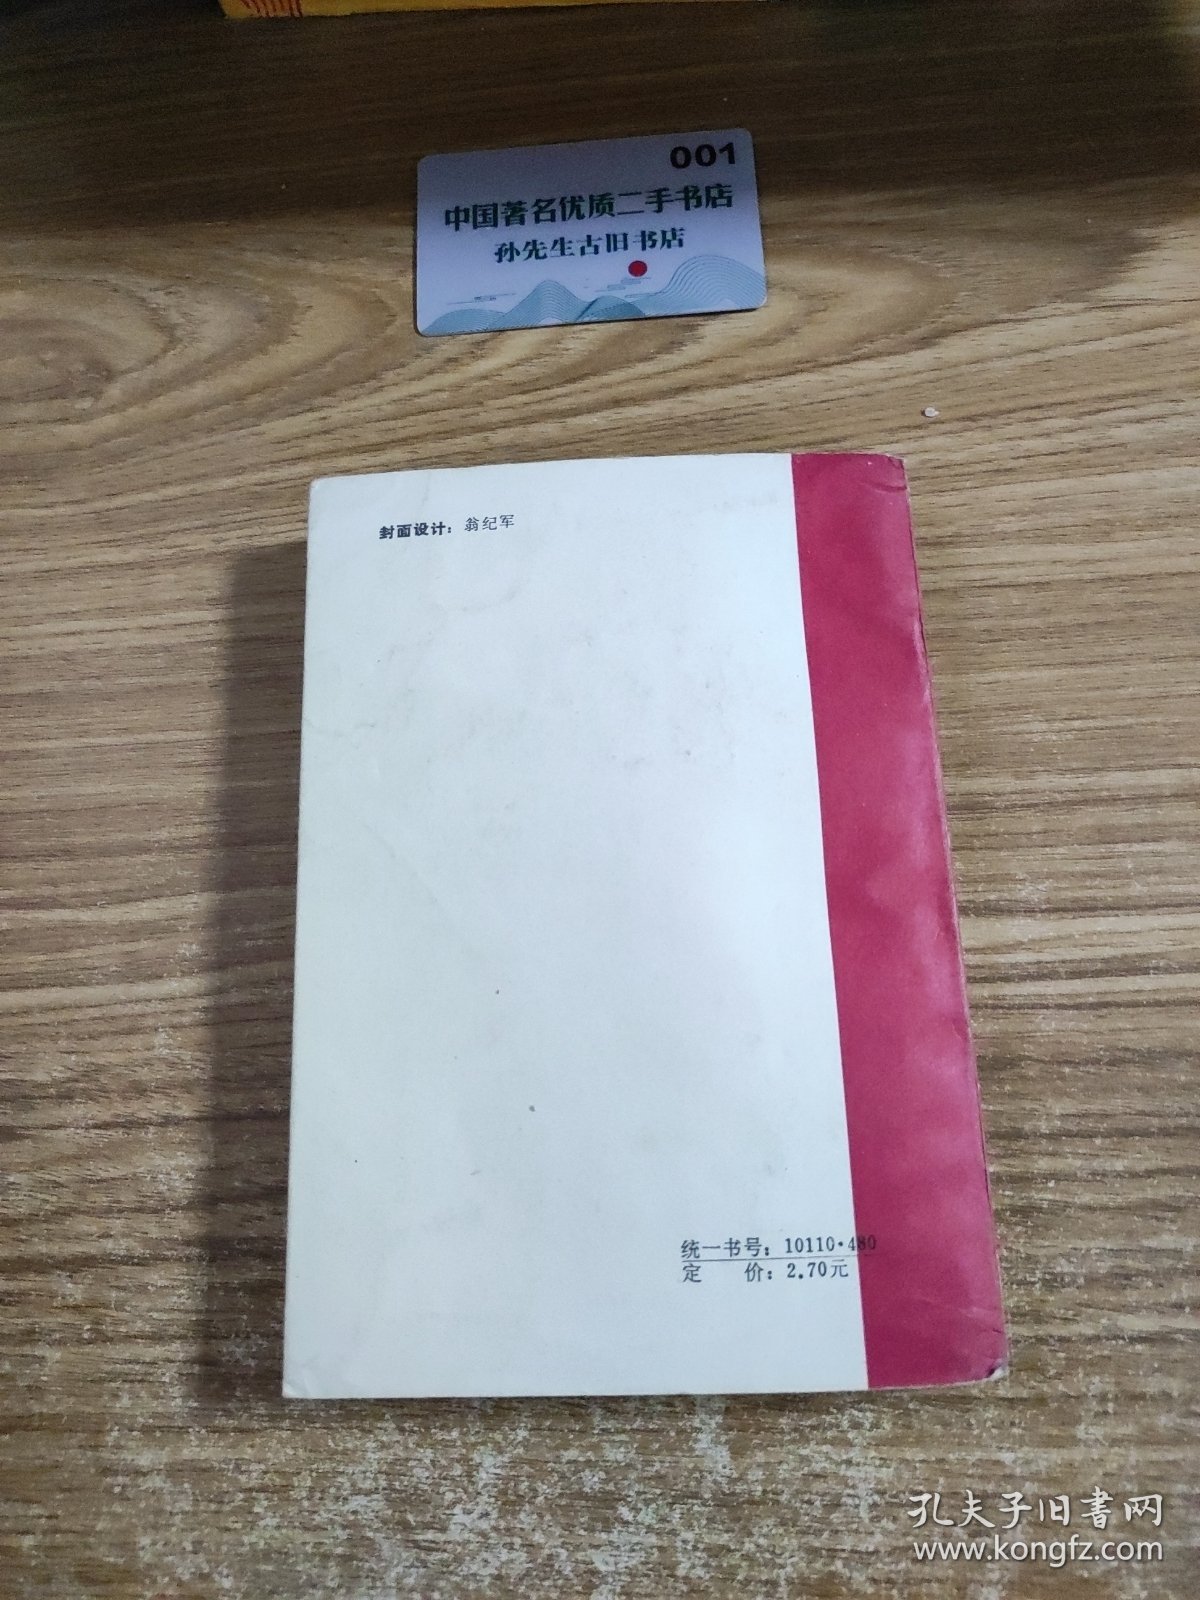 001
中国著名优质二手书店
孙先生古旧书店
封面设计：翁纪军
统一书号：10110·480
定　价：2.70元
孔夫子旧书网
www.kongfz.com